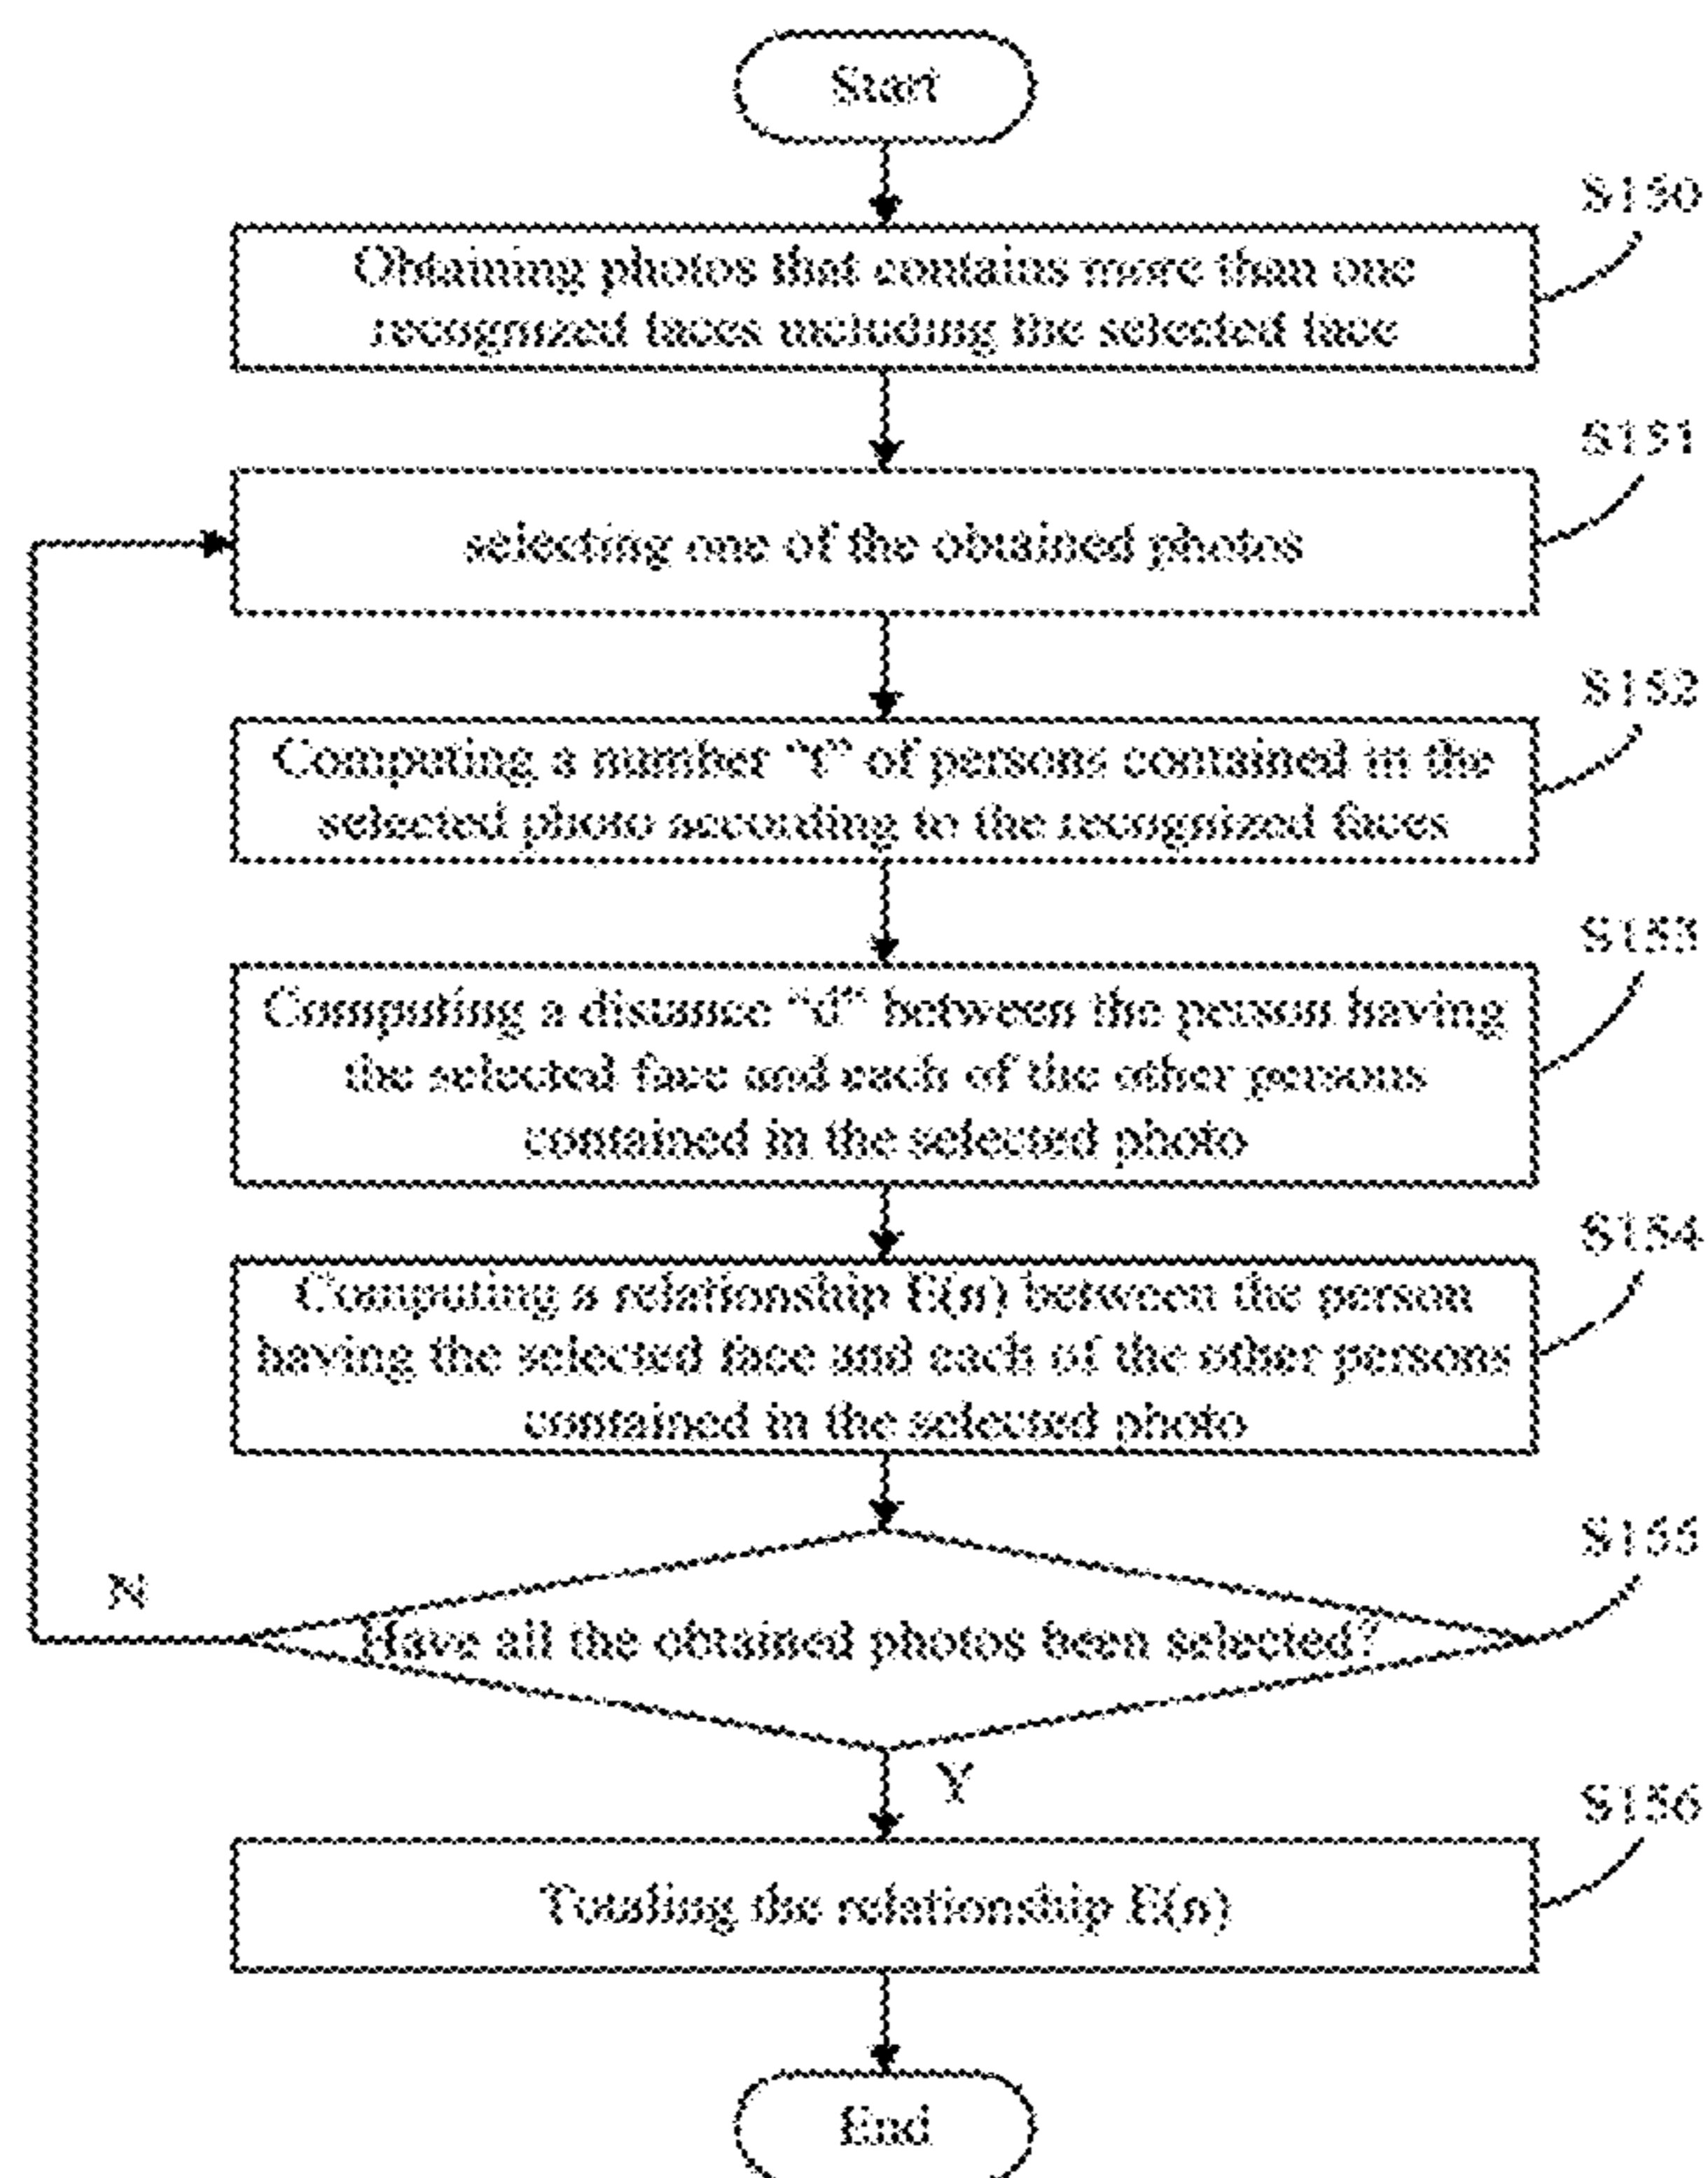 Start
S150
Obtaining photos that contains more than one
recognized faces including the selected face
S151
selecting one of the obtained photos
S152
Computing a number "f" of persons contained in the
selected photo according to the recognized faces
S153
Computing a distance "d" between the person having
the selected face and each of the other persons
contained in the selected photo
S154
Computing a relationship E(n) between the person
having the selected face and each of the other persons
contained in the selected photo
S155
N
Have all the obtained photos been selected?
Y
S156
Totaling the relationship E(n)
End